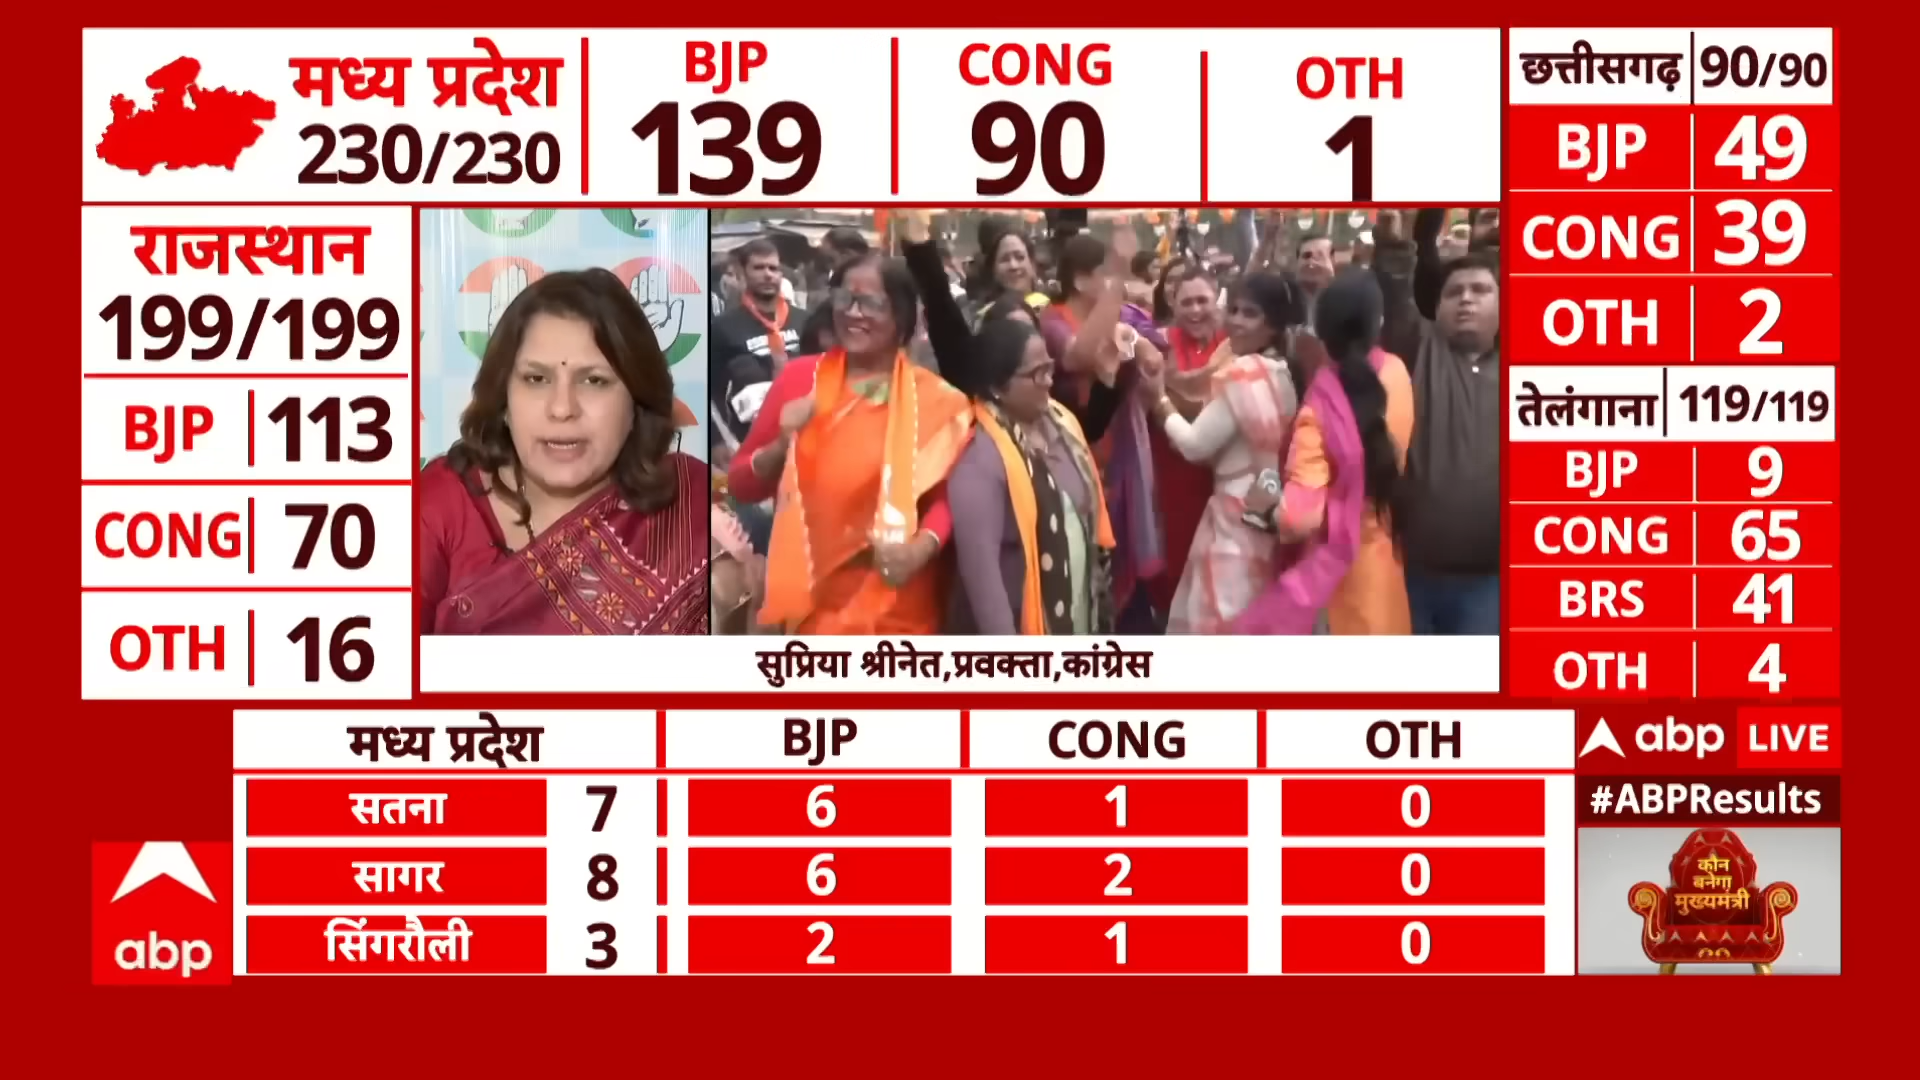 मध्य प्रदेश
230/230
BJP
139
CONG
90
OTH
1
छत्तीसगढ़ 90/90
BJP 49
CONG 39
OTH 2
राजस्थान
199/199
BJP 113
CONG 70
OTH 16
तेलंगाना 119/119
BJP 9
CONG 65
BRS 41
OTH 4
सुप्रिया श्रीनेत,प्रवक्ता,कांग्रेस
मध्य प्रदेश BJP CONG OTH
सतना 7 6 1 0
सागर 8 6 2 0
सिंगरौली 3 2 1 0
abp LIVE
#ABPResults
कौन
बनेगा
मुख्यमंत्री
abp